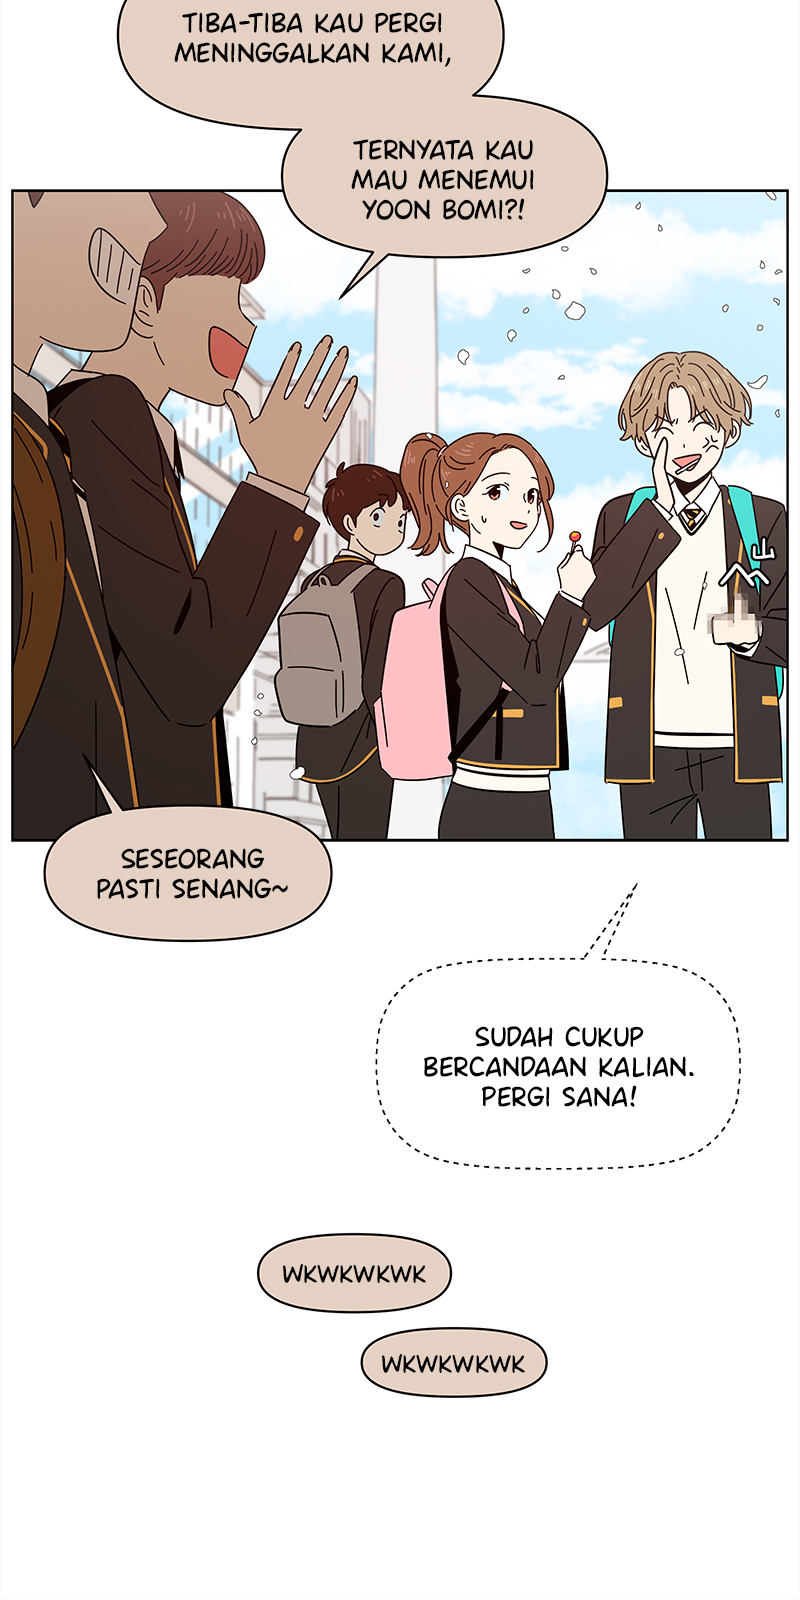 TIBA-TIBA KAU PERGI
MENINGGALKAN KAMI,
TERNYATA KAU
MAU MENEMUI
YOON BOMI?!
SESEORANG
PASTI SENANG~
SUDAH CUKUP
BERCANDAAN KALIAN.
PERGI SANA!
WKWKWKWK
WKWKWKWK